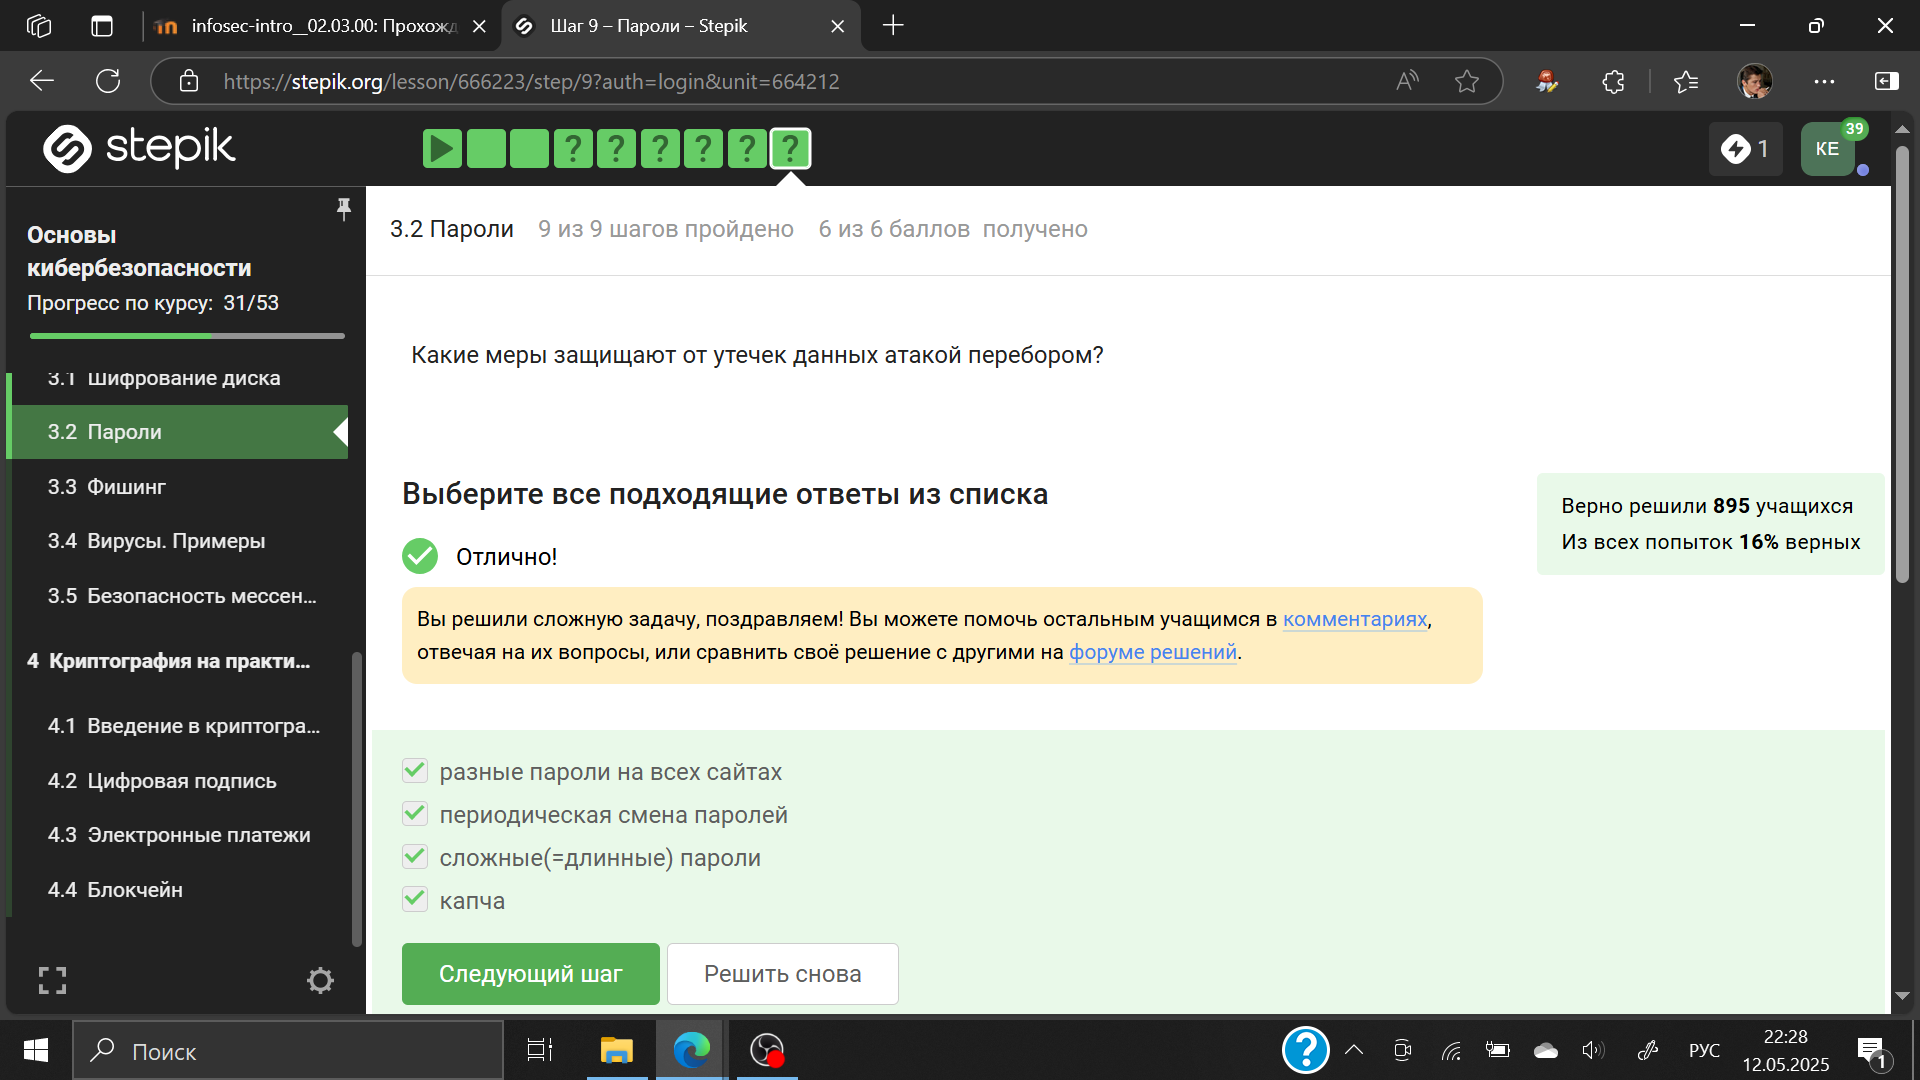 infosec-intro__02.03.00: Прохожд
Шаг 9 – Пароли – Stepik
https://stepik.org/lesson/666223/step/9?auth=login&unit=664212
stepik
? ? ? ? ? ?
1
KE
39
Основы
кибербезопасности
Прогресс по курсу: 31/53
3.1 Шифрование диска
3.2 Пароли
3.3 Фишинг
3.4 Вирусы. Примеры
3.5 Безопасность мессен...
4 Криптография на практи...
4.1 Введение в криптогра...
4.2 Цифровая подпись
4.3 Электронные платежи
4.4 Блокчейн
3.2 Пароли 9 из 9 шагов пройдено 6 из 6 баллов получено
Какие меры защищают от утечек данных атакой перебором?
Выберите все подходящие ответы из списка
Отлично!
Вы решили сложную задачу, поздравляем! Вы можете помочь остальным учащимся в комментариях,
отвечая на их вопросы, или сравнить своё решение с другими на форуме решений.
Верно решили 895 учащихся
Из всех попыток 16% верных
разные пароли на всех сайтах
периодическая смена паролей
сложные(=длинные) пароли
капча
Следующий шаг
Решить снова
Поиск
?
РУС
22:28
12.05.2025
1